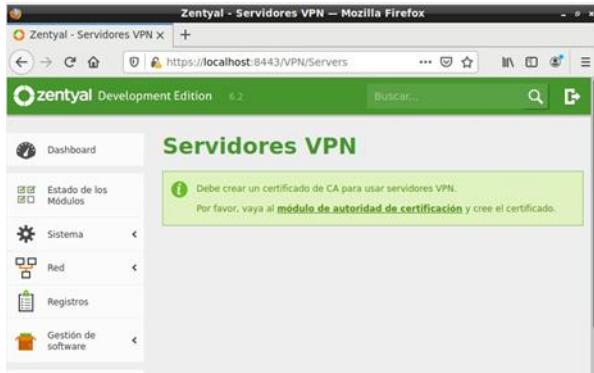 Zentyal - Servidores VPN — Mozilla Firefox
Zentyal - Servidores VPN × +
https://localhost:8443/VPN/Servers
zentyal Development Edition 6.2 Buscar...
Dashboard
Estado de los
Módulos
Sistema
Red
Registros
Gestión de
software
Servidores VPN
Debe crear un certificado de CA para usar servidores VPN.
Por favor, vaya al módulo de autoridad de certificación y cree el certificado.